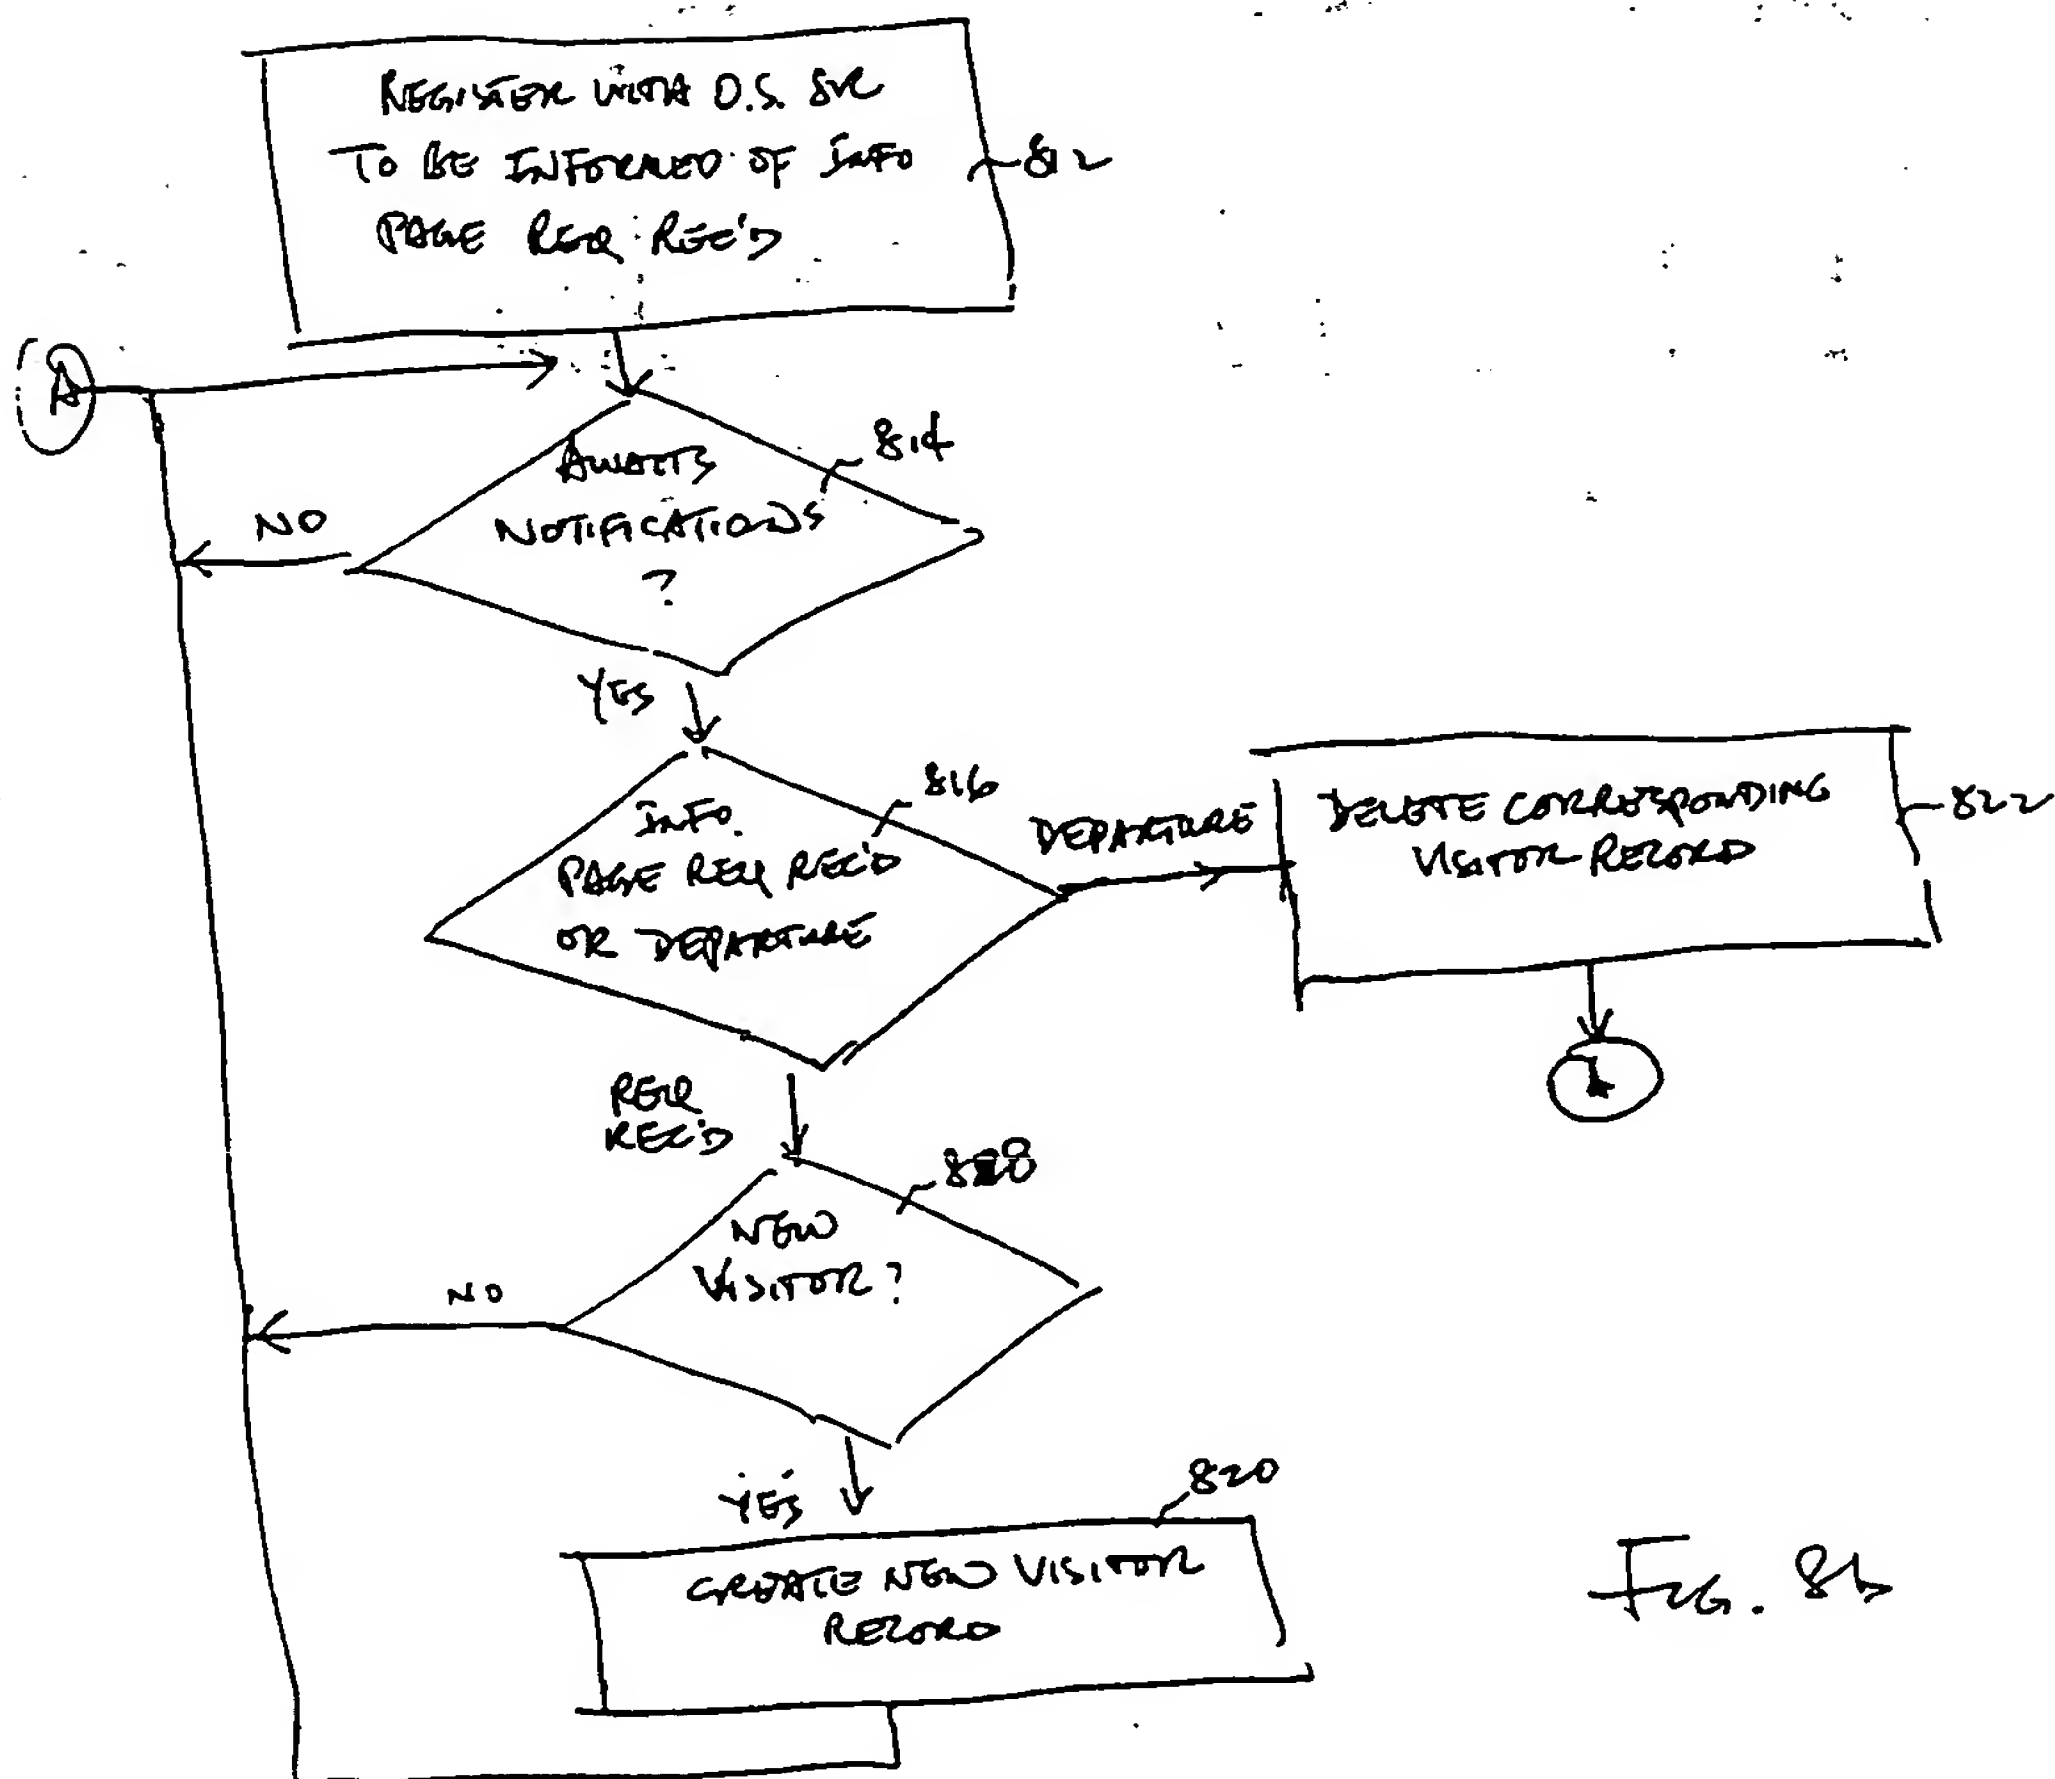 REGISTER WITH O.S. SVR
TO BE INFORMED OF INFO
PAGE REQ REC'D
812
A
814
AWAITS
NOTIFICATIONS
?
NO
YES
816
INFO.
PAGE REQ REC'D
OR DEPARTURE
DEPARTURE
DELETE CORRESPONDING
VISITOR RECORD
822
REQ
REC'D
NEW
VISITOR?
NO
YES
820
CREATE NEW VISITOR
RECORD
FIG. 8b